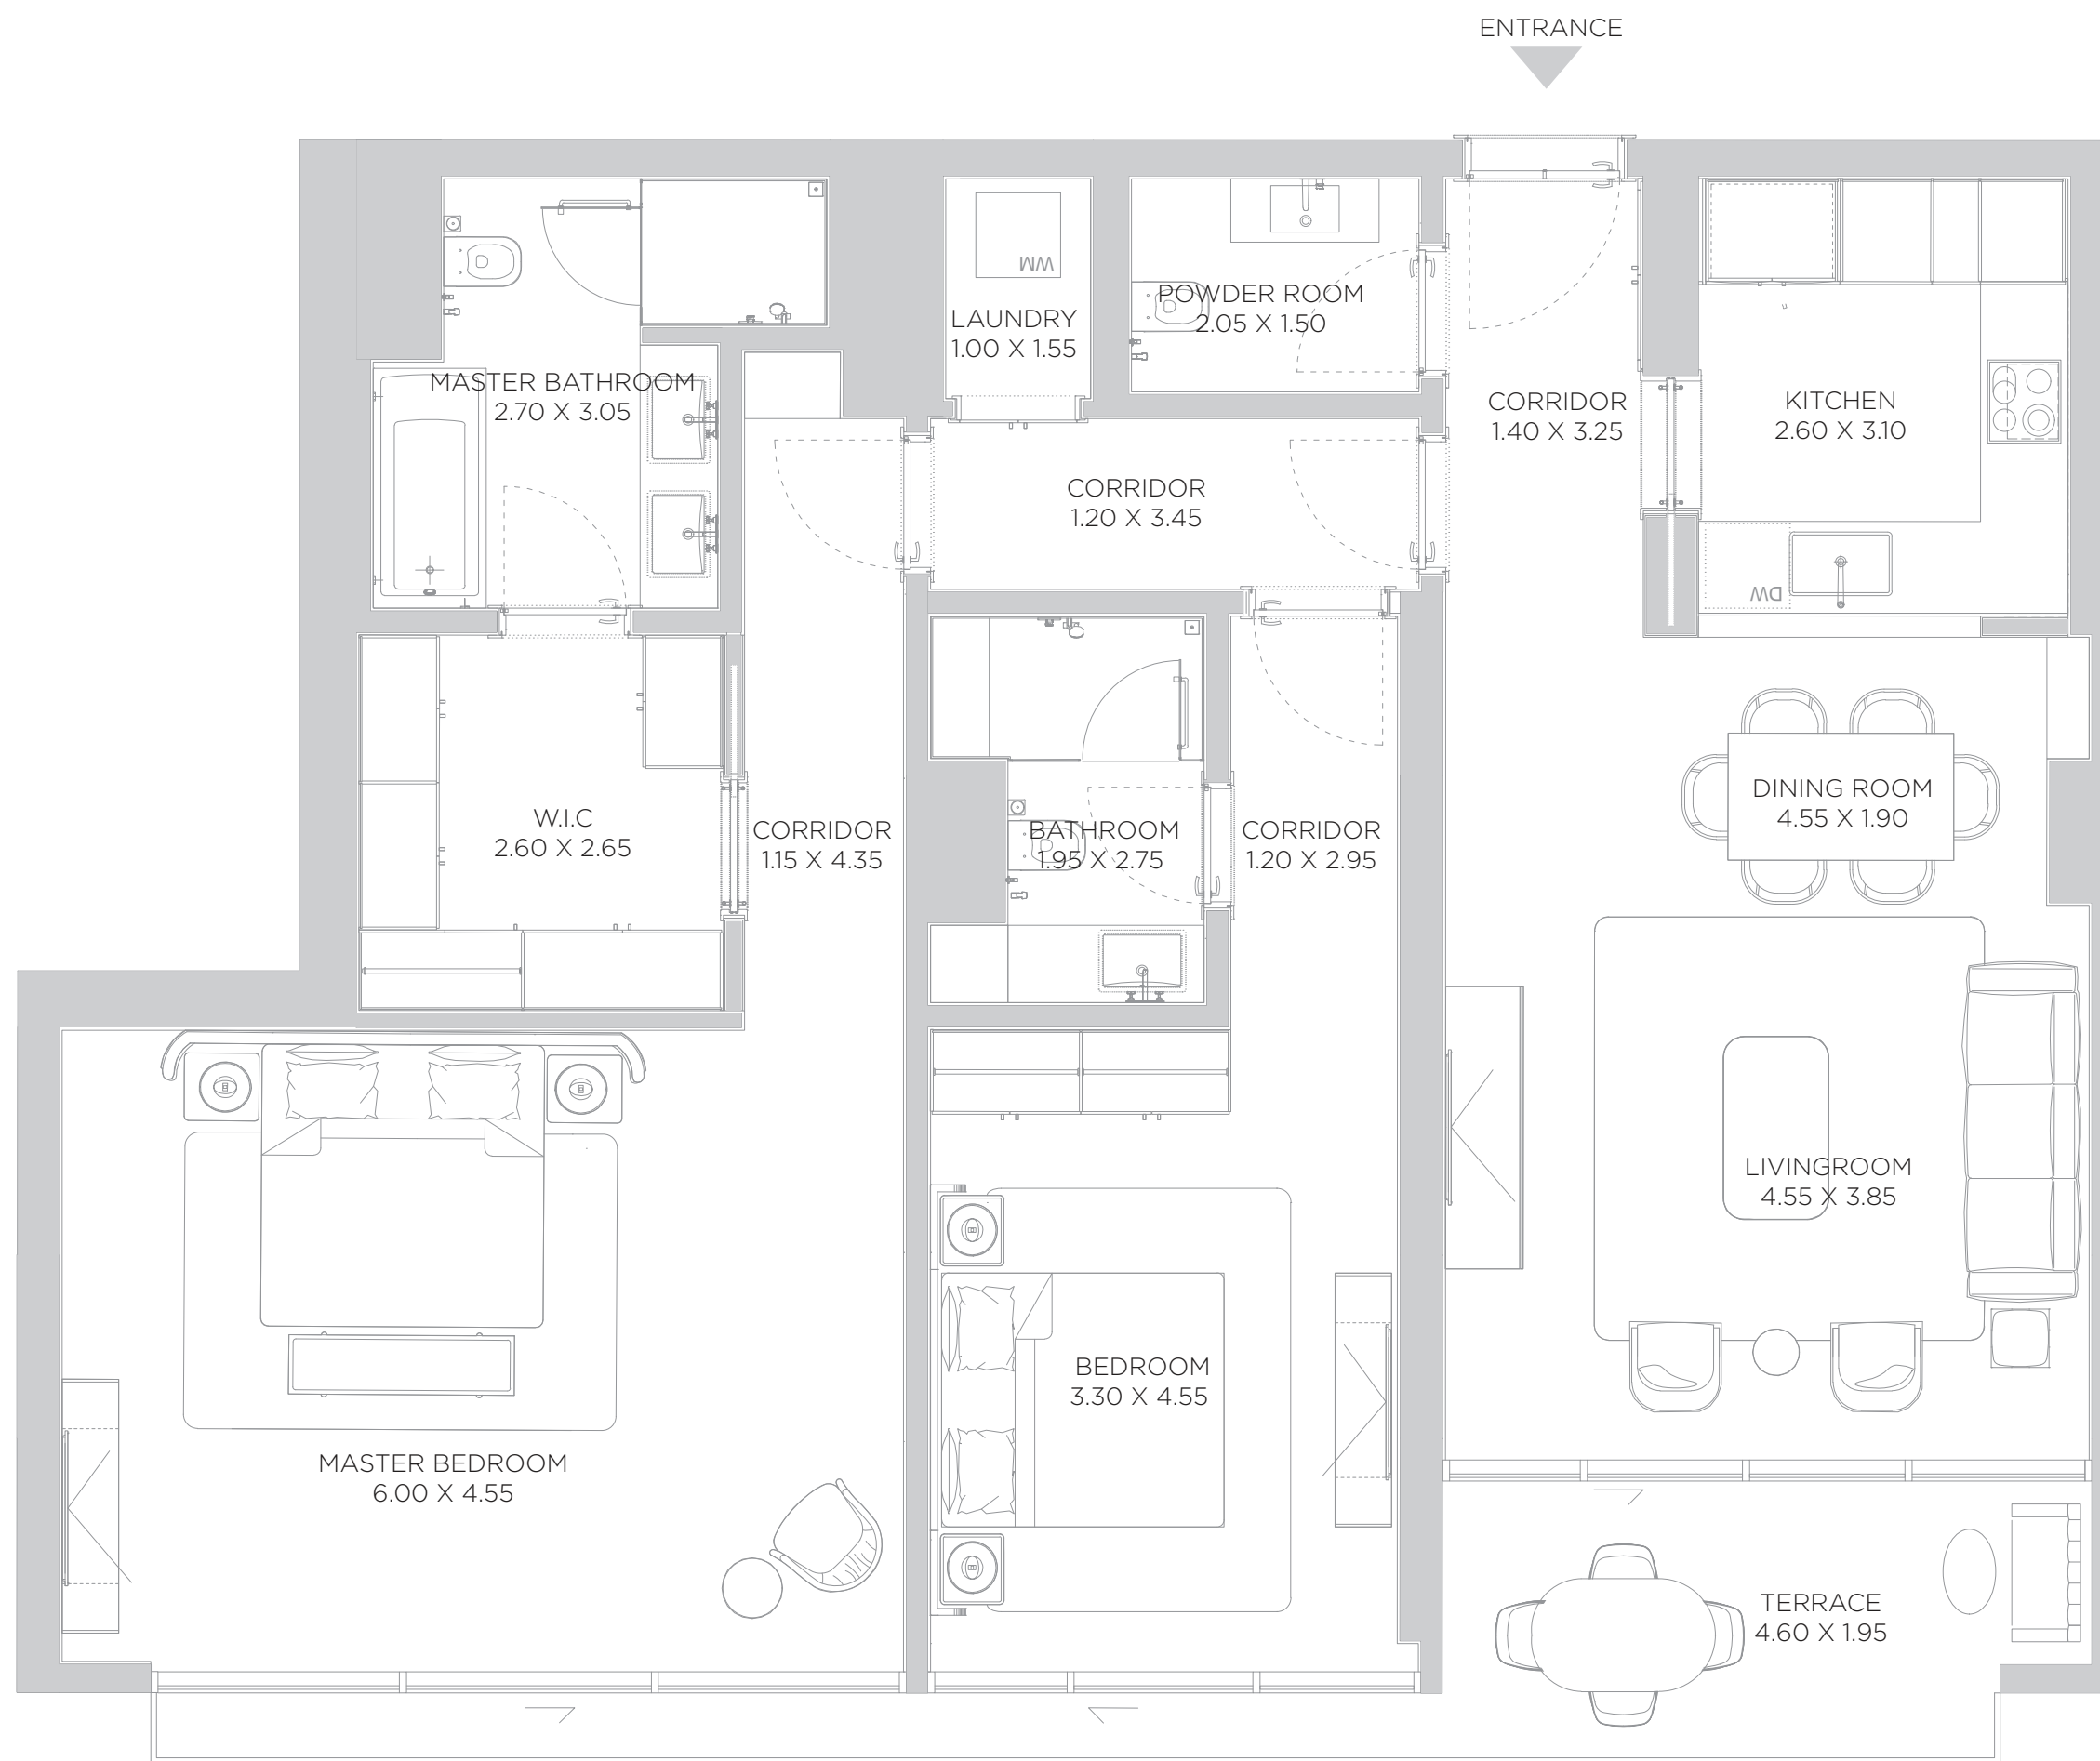 ENTRANCE
POWDER ROOM
2.05 X 1.50
WM
LAUNDRY
1.00 X 1.55
MASTER BATHROOM
2.70 X 3.05
CORRIDOR
1.40 X 3.25
KITCHEN
2.60 X 3.10
CORRIDOR
1.20 X 3.45
DW
W.I.C
2.60 X 2.65
CORRIDOR
1.15 X 4.35
BATHROOM
1.95 X 2.75
CORRIDOR
1.20 X 2.95
DINING ROOM
4.55 X 1.90
LIVINGROOM
4.55 X 3.85
BEDROOM
3.30 X 4.55
MASTER BEDROOM
6.00 X 4.55
TERRACE
4.60 X 1.95